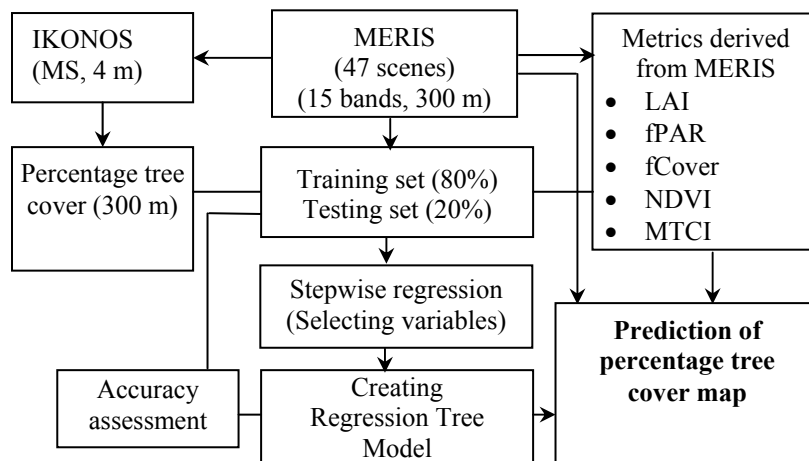 IKONOS
(MS, 4 m)
MERIS
(47 scenes)
(15 bands, 300 m)
Metrics derived
from MERIS
• LAI
• fPAR
• fCover
• NDVI
• MTCI
Percentage tree
cover (300 m)
Training set (80%)
Testing set (20%)
Stepwise regression
(Selecting variables)
Prediction of
percentage tree
cover map
Accuracy
assessment
Creating
Regression Tree
Model